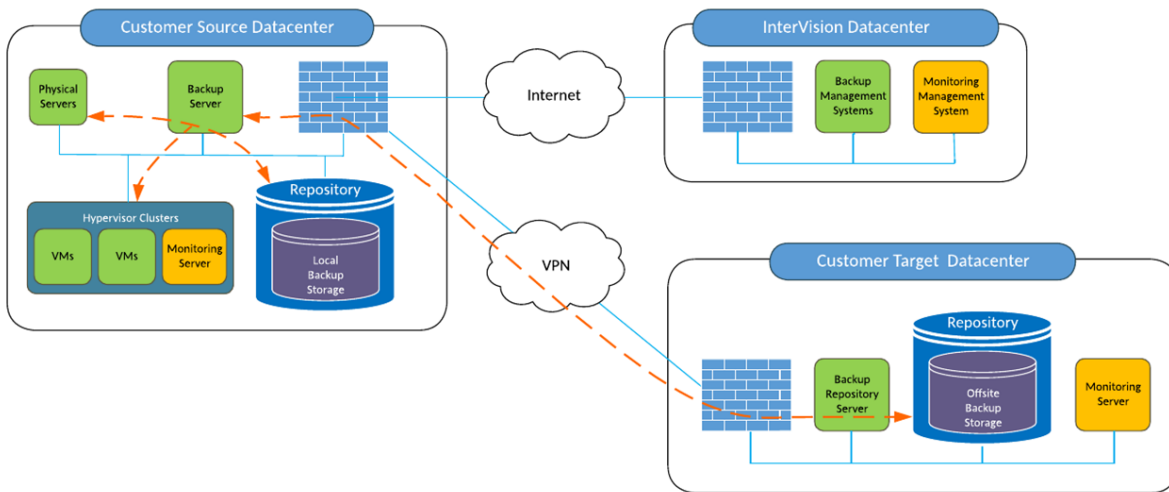 Customer Source Datacenter
Physical
Servers
Backup
Server
Repository
Local
Backup
Storage
Hypervisor Clusters
VMs
VMs
Monitoring
Server
Internet
VPN
InterVision Datacenter
Backup
Management
Systems
Monitoring
Management
System
Customer Target Datacenter
Backup
Repository
Server
Repository
Offsite
Backup
Storage
Monitoring
Server